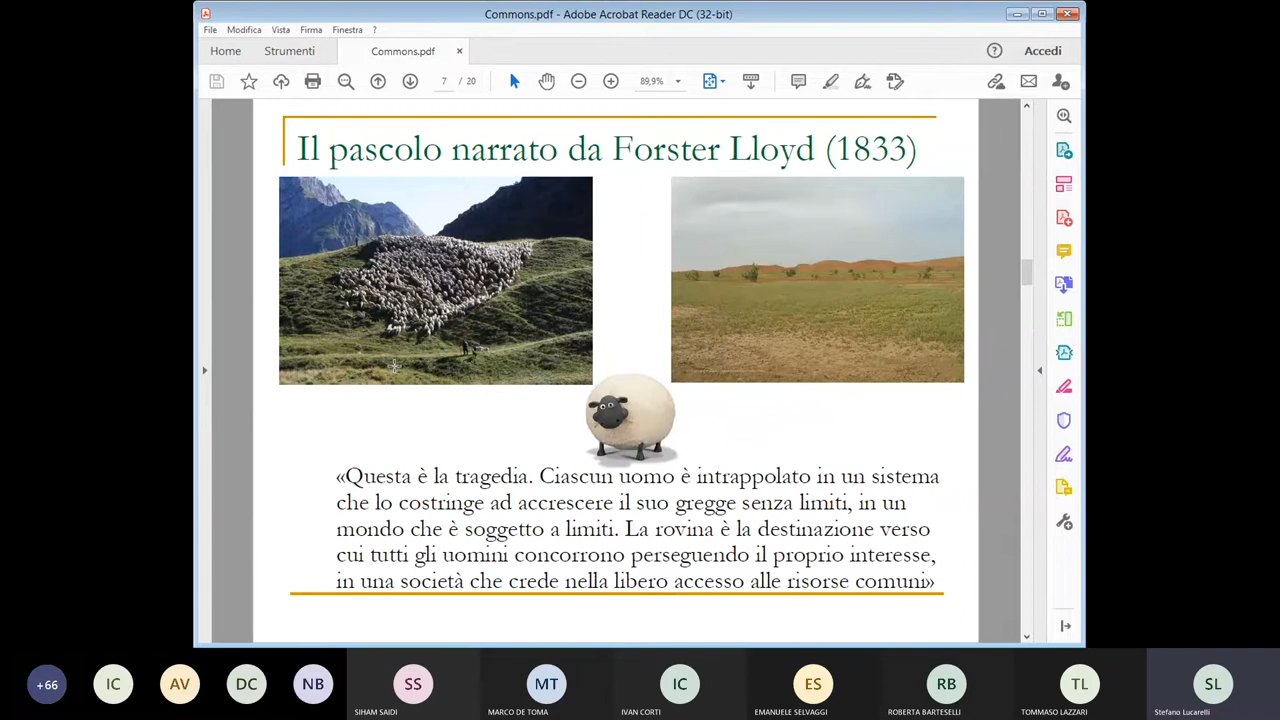 Commons.pdf - Adobe Acrobat Reader DC (32-bit)
File Modifica Vista Firma Finestra ?
Home Strumenti Commons.pdf × ? Accedi
7 / 20 89,9%
Il pascolo narrato da Forster Lloyd (1833)
«Questa è la tragedia. Ciascun uomo è intrappolato in un sistema
che lo costringe ad accrescere il suo gregge senza limiti, in un
mondo che è soggetto a limiti. La rovina è la destinazione verso
cui tutti gli uomini concorrono perseguendo il proprio interesse,
in una società che crede nella libero accesso alle risorse comuni»
+66 IC AV DC NB SS MT IC ES RB TL SL
SIHAM SAIDI MARCO DE TOMA IVAN CORTI EMANUELE SELVAGGI ROBERTA BARTESELLI TOMMASO LAZZARI Stefano Lucarelli